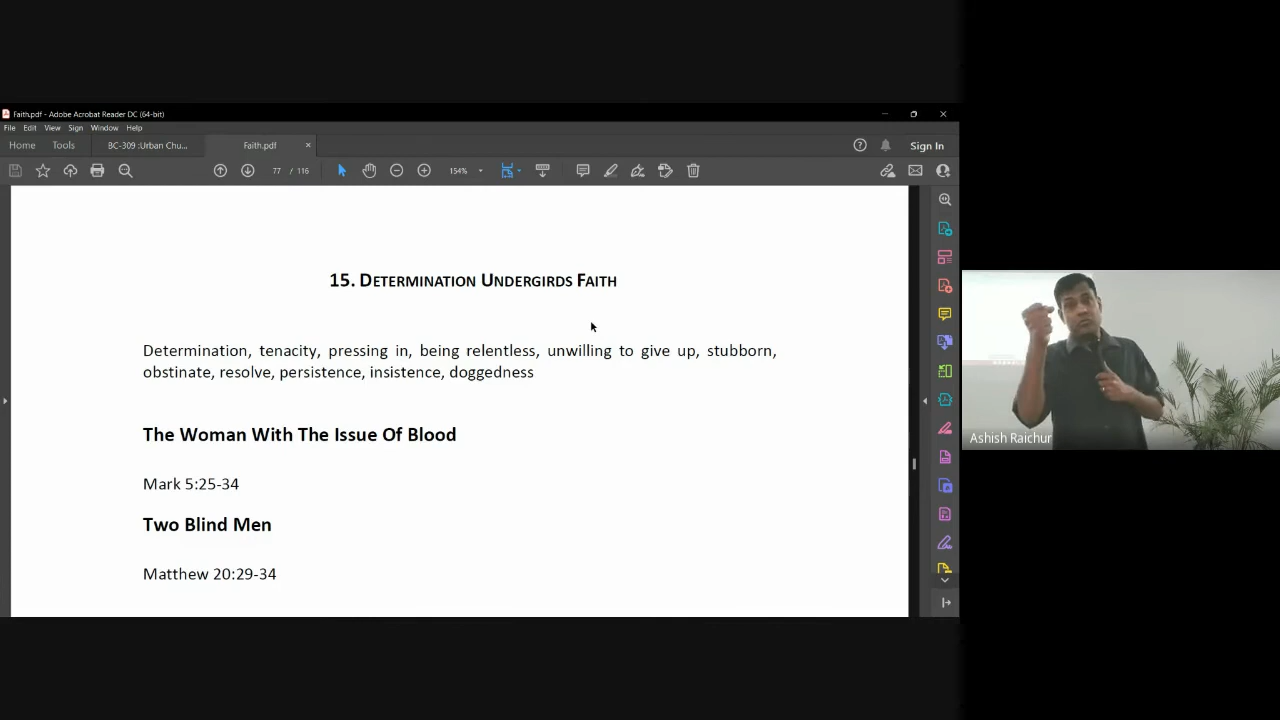 Faith.pdf - Adobe Acrobat Reader DC (64-bit)
File Edit View Sign Window Help
Home Tools BC-309 :Urban Chu... Faith.pdf × Sign In
77 / 116 154%
15. DETERMINATION UNDERGIRDS FAITH
Determination, tenacity, pressing in, being relentless, unwilling to give up, stubborn,
obstinate, resolve, persistence, insistence, doggedness
The Woman With The Issue Of Blood
Mark 5:25-34
Two Blind Men
Matthew 20:29-34
Ashish Raichur